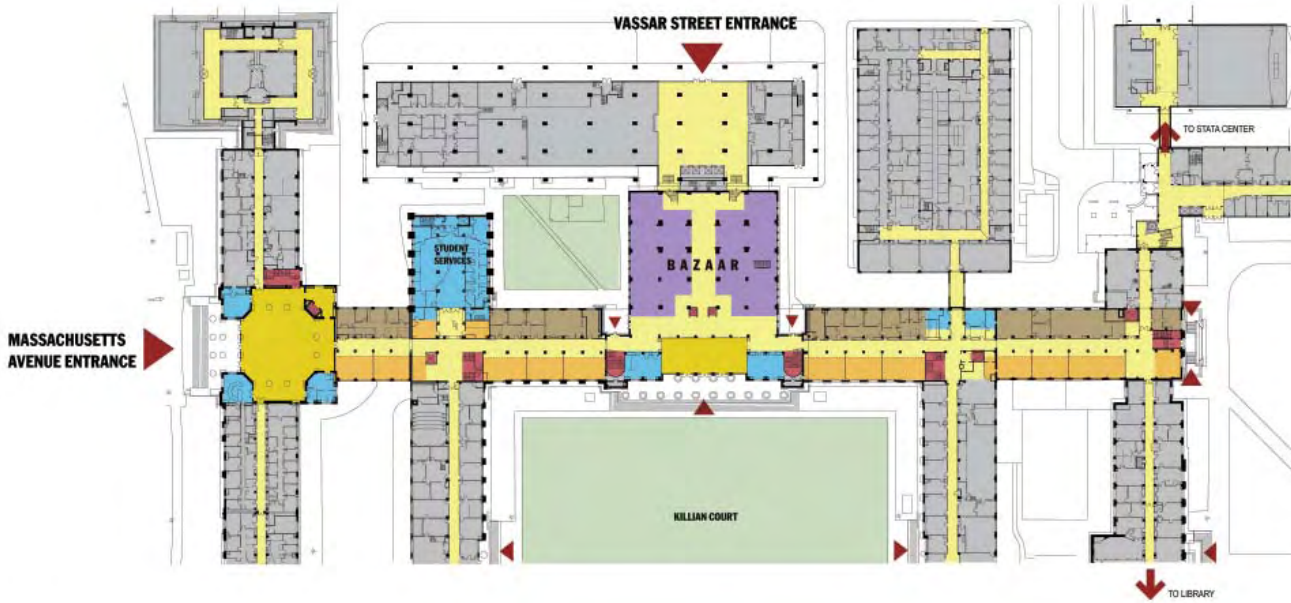 VASSAR STREET ENTRANCE
TO STATA CENTER
STUDENT
SERVICES
BAZAAR
MASSACHUSETTS
AVENUE ENTRANCE
KILLIAN COURT
TO LIBRARY